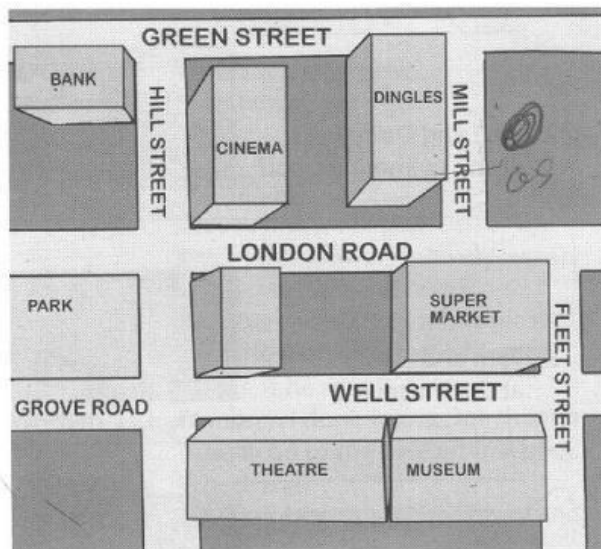 GREEN STREET
BANK
HILL STREET
CINEMA
DINGLES
MILL STREET
LONDON ROAD
PARK
SUPER
MARKET
FLEET STREET
WELL STREET
GROVE ROAD
THEATRE
MUSEUM